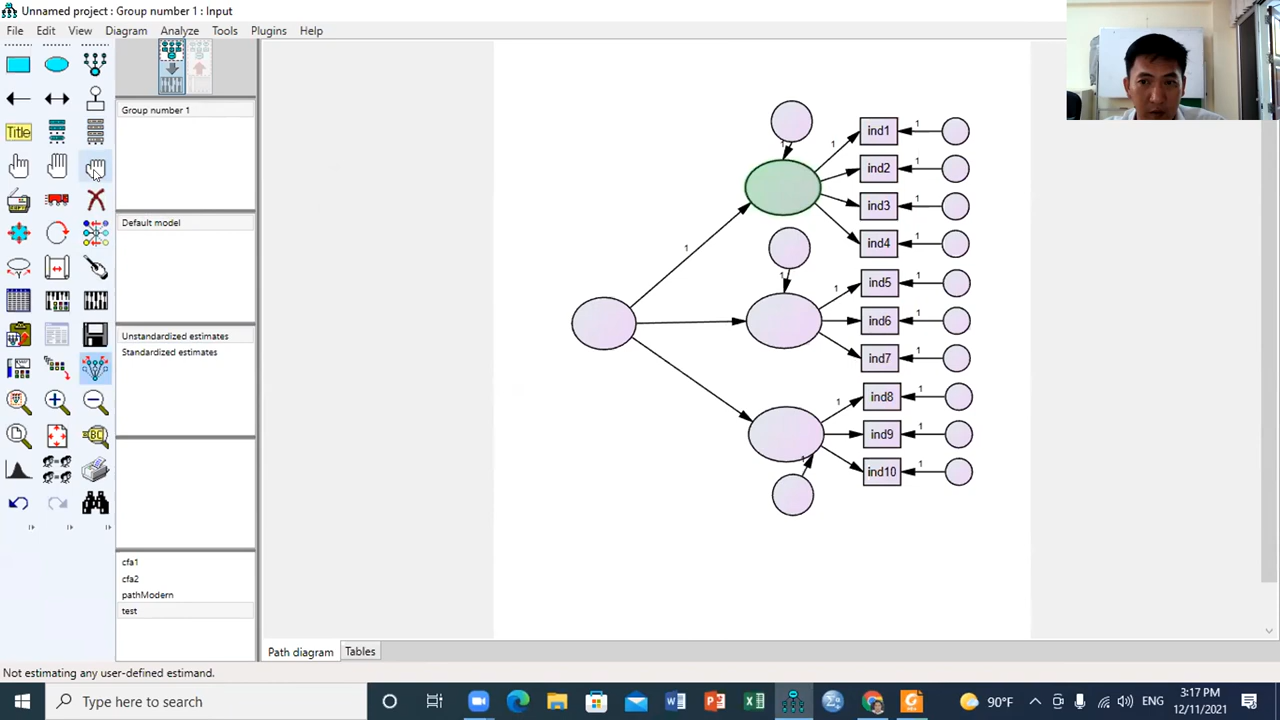 Unnamed project : Group number 1 : Input
File Edit View Diagram Analyze Tools Plugins Help
Title
Group number 1
Default model
Unstandardized estimates
Standardized estimates
cfa1
cfa2
pathModern
test
1
1 ind1 1
ind2 1
ind3 1
ind4 1
1
1
1 ind5 1
ind6 1
ind7 1
1 ind8 1
ind9 1
1
ind10 1
Path diagram Tables
Not estimating any user-defined estimand.
Type here to search
90°F ENG
3:17 PM
12/11/2021